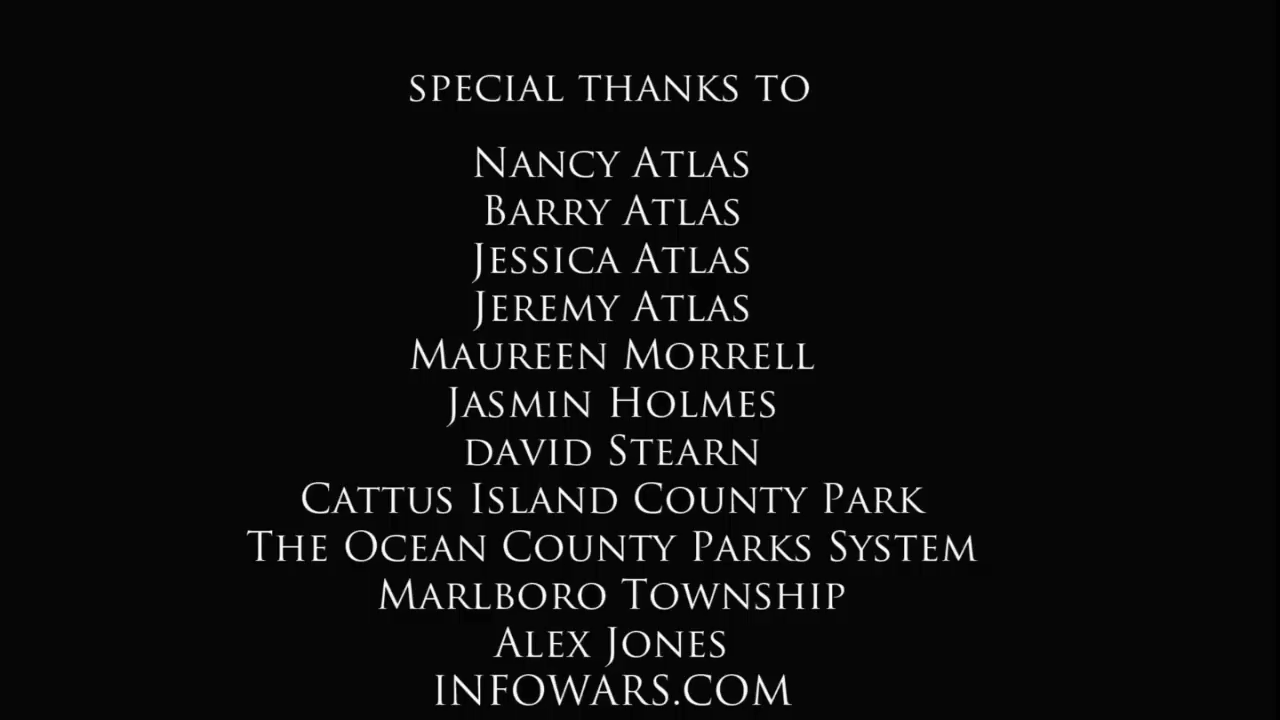 SPECIAL THANKS TO
NANCY ATLAS
BARRY ATLAS
JESSICA ATLAS
JEREMY ATLAS
MAUREEN MORRELL
JASMIN HOLMES
DAVID STEARN
CATTUS ISLAND COUNTY PARK
THE OCEAN COUNTY PARKS SYSTEM
MARLBORO TOWNSHIP
ALEX JONES
INFOWARS.COM